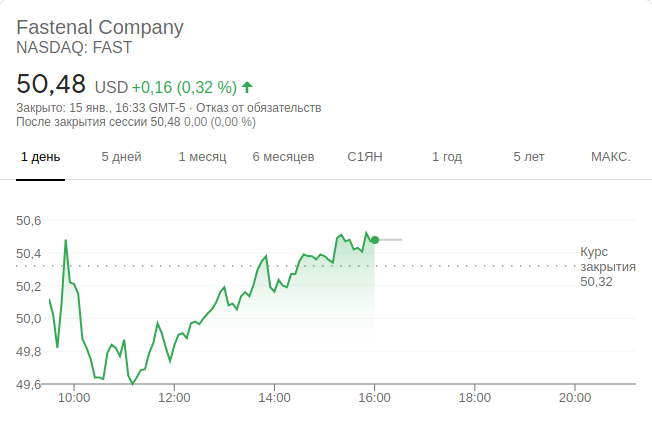 Fastenal Company
NASDAQ: FAST
50,48 USD +0,16 (0,32 %)
Закрыто: 15 янв., 16:33 GMT-5 · Отказ от обязательств
После закрытия сессии 50,48 0,00 (0,00 %)
1 день 5 дней 1 месяц 6 месяцев С1ЯН 1 год 5 лет МАКС.
50,6
50,4
50,2
50,0
49,8
49,6
Курс
закрытия
50,32
10:00 12:00 14:00 16:00 18:00 20:00